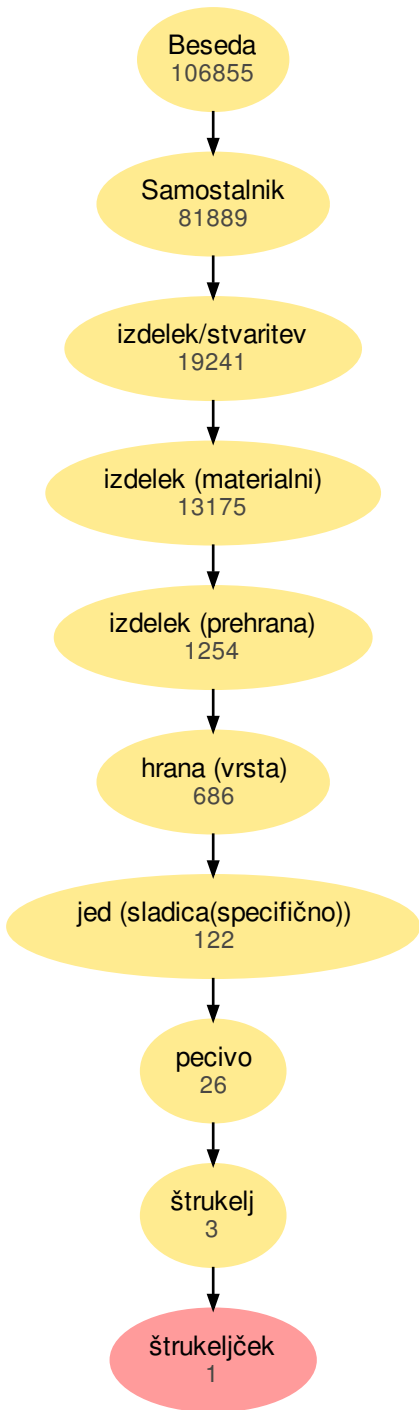 Beseda
106855
Samostalnik
81889
izdelek/stvaritev
19241
izdelek (materialni)
13175
izdelek (prehrana)
1254
hrana (vrsta)
686
jed (sladica(specifično))
122
pecivo
26
štrukelj
3
štrukeljček
1